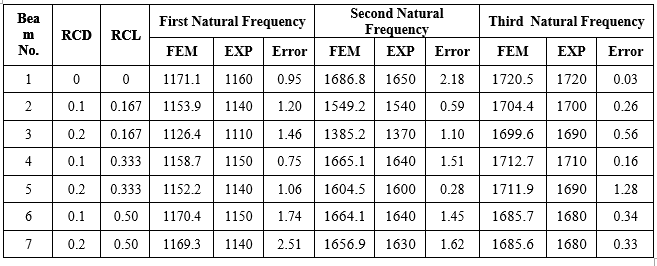 Bea m No. RCD RCL First Natural Frequency Second Natural Frequency Third Natural Frequency
FEM EXP Error FEM EXP Error FEM EXP Error
1 0 0 1171.1 1160 0.95 1686.8 1650 2.18 1720.5 1720 0.03
2 0.1 0.167 1153.9 1140 1.20 1549.2 1540 0.59 1704.4 1700 0.26
3 0.2 0.167 1126.4 1110 1.46 1385.2 1370 1.10 1699.6 1690 0.56
4 0.1 0.333 1158.7 1150 0.75 1665.1 1640 1.51 1712.7 1710 0.16
5 0.2 0.333 1152.2 1140 1.06 1604.5 1600 0.28 1711.9 1690 1.28
6 0.1 0.50 1170.4 1150 1.74 1664.1 1640 1.45 1685.7 1680 0.34
7 0.2 0.50 1169.3 1140 2.51 1656.9 1630 1.62 1685.6 1680 0.33